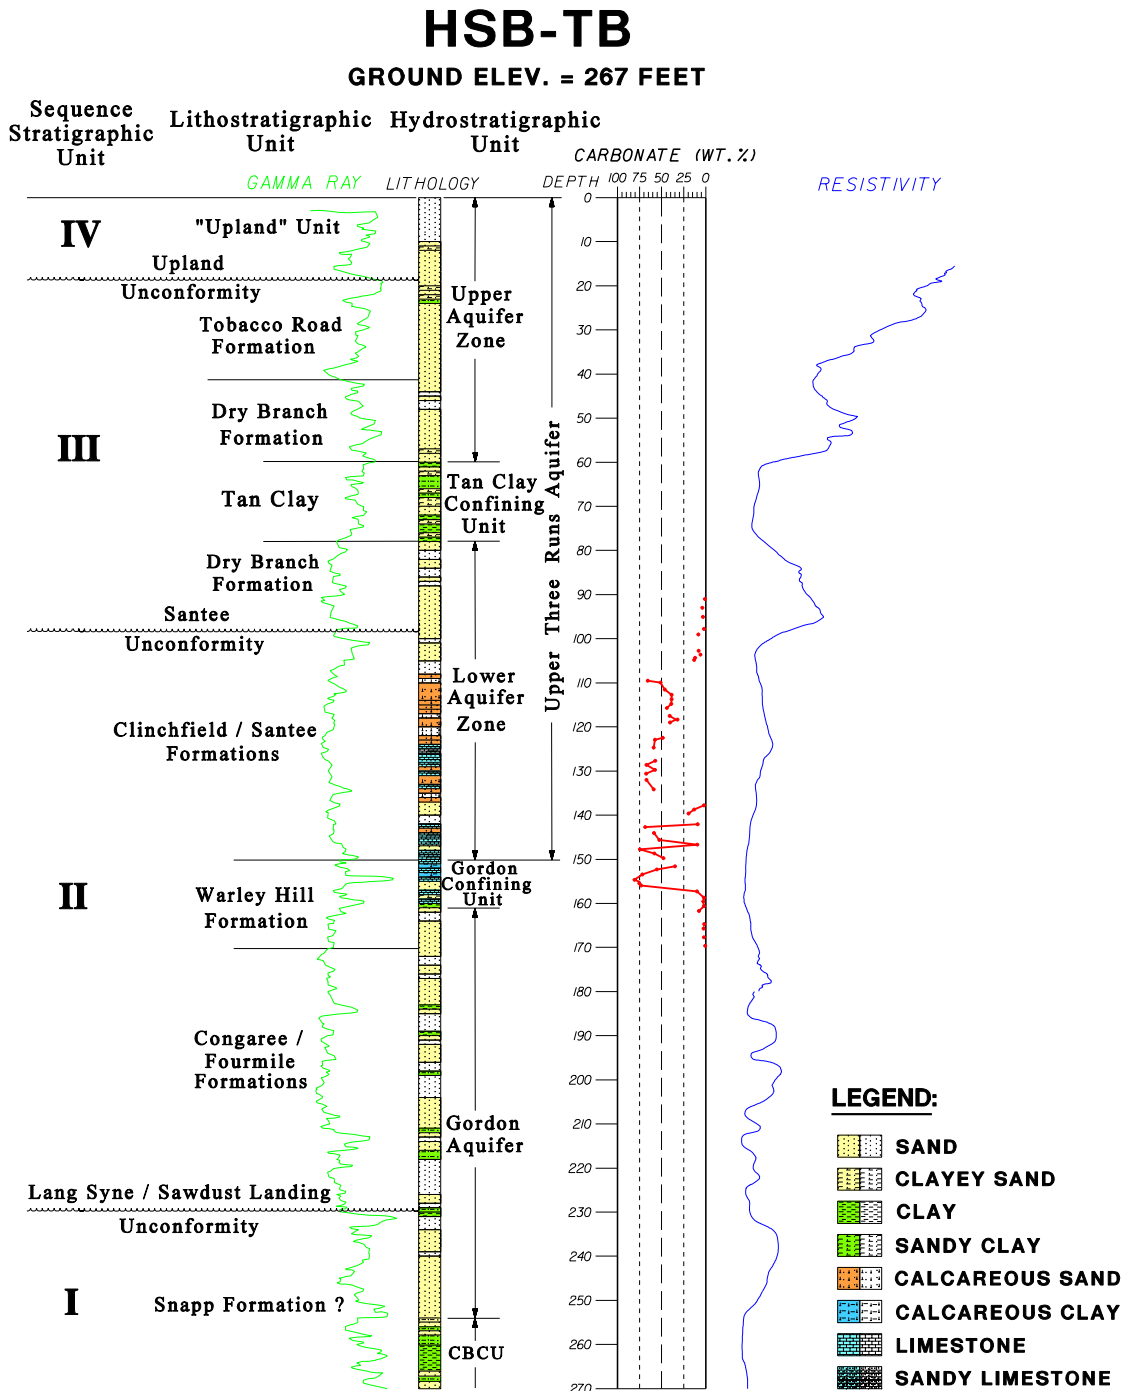 HSB-TB
GROUND ELEV. = 267 FEET
Sequence
Stratigraphic
Unit
Lithostratigraphic
Unit
Hydrostratigraphic
Unit
CARBONATE (WT.%)
GAMMA RAY
LITHOLOGY
DEPTH
100 75 50 25 0
RESISTIVITY
IV
"Upland" Unit
Upland
Unconformity
Tobacco Road
Formation
III
Dry Branch
Formation
Tan Clay
Dry Branch
Formation
Santee
Unconformity
Clinchfield / Santee
Formations
II
Warley Hill
Formation
Congaree /
Fourmile
Formations
Lang Syne / Sawdust Landing
Unconformity
I
Snapp Formation ?
Upper
Aquifer
Zone
Tan Clay
Confining
Unit
Lower
Aquifer
Zone
Gordon
Confining
Unit
Gordon
Aquifer
CBCU
Upper Three Runs Aquifer
0
10
20
30
40
50
60
70
80
90
100
110
120
130
140
150
160
170
180
190
200
210
220
230
240
250
260
270
LEGEND:
SAND
CLAYEY SAND
CLAY
SANDY CLAY
CALCAREOUS SAND
CALCAREOUS CLAY
LIMESTONE
SANDY LIMESTONE